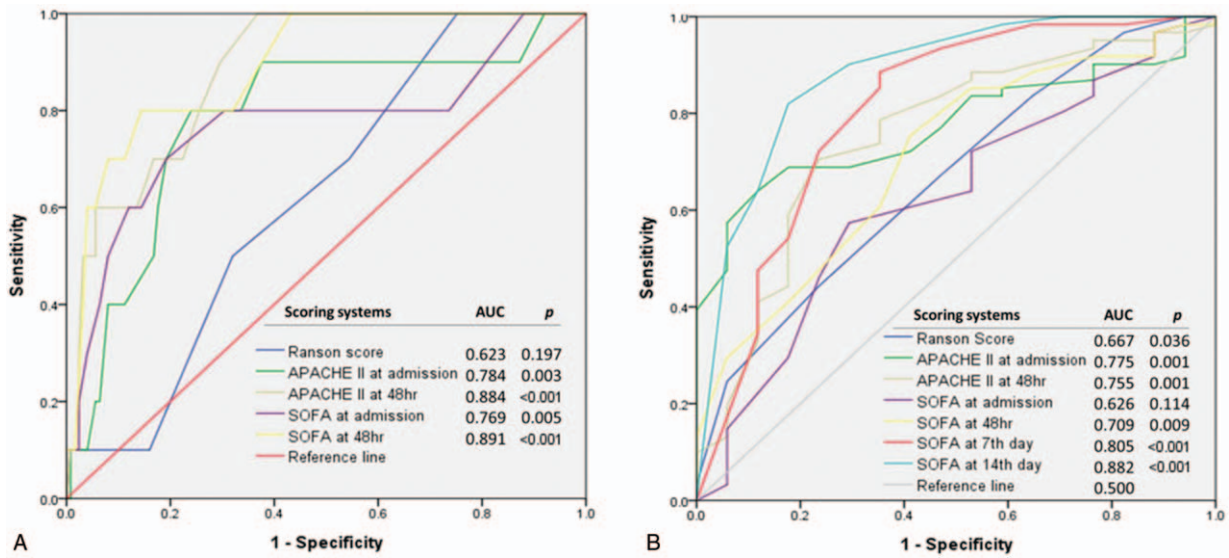 1.0
0.8
0.6
0.4
0.2
0.0
Sensitivity
0.0 0.2 0.4 0.6 0.8 1.0
1 - Specificity
A
Scoring systems AUC p
Ranson score 0.623 0.197
APACHE II at admission 0.784 0.003
APACHE II at 48hr 0.884 <0.001
SOFA at admission 0.769 0.005
SOFA at 48hr 0.891 <0.001
Reference line
1.0
0.8
0.6
0.4
0.2
0.0
Sensitivity
0.0 0.2 0.4 0.6 0.8 1.0
1 - Specificity
B
Scoring systems AUC p
Ranson Score 0.667 0.036
APACHE II at admission 0.775 0.001
APACHE II at 48hr 0.755 0.001
SOFA at admission 0.626 0.114
SOFA at 48hr 0.709 0.009
SOFA at 7th day 0.805 <0.001
SOFA at 14th day 0.882 <0.001
Reference line 0.500